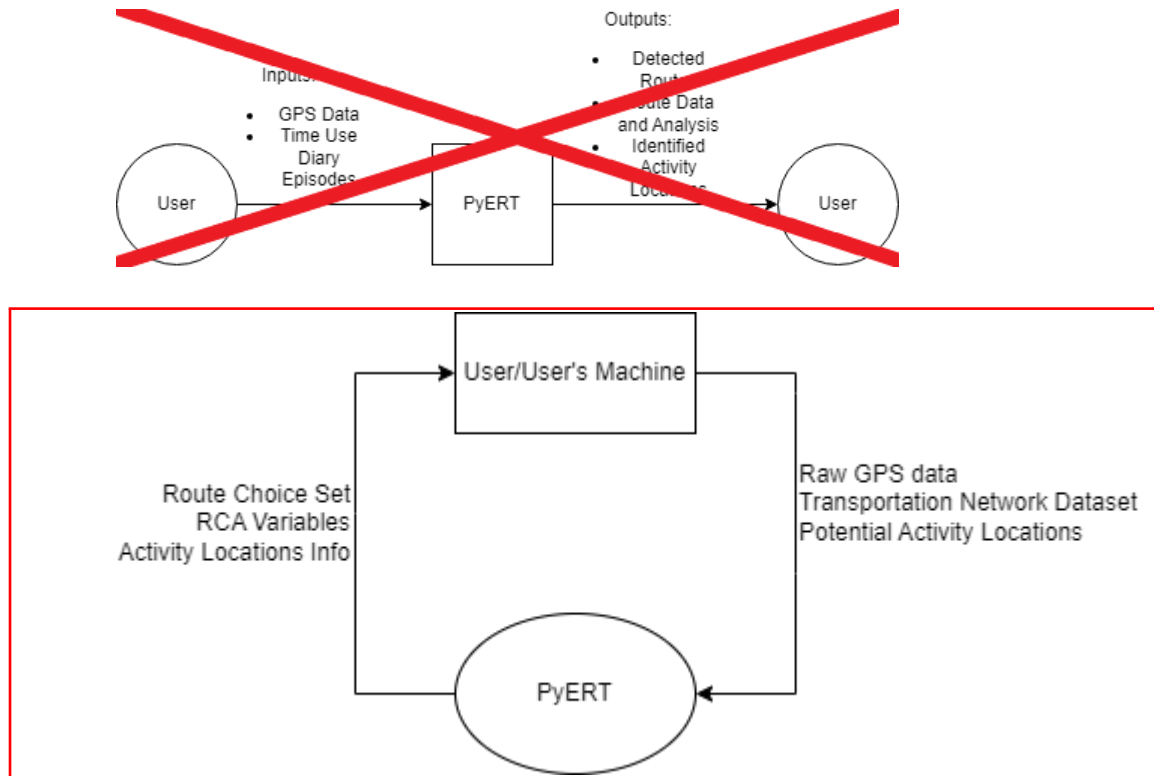 Outputs:
Detected
Inputs:
• GPS Data
• Time Use
Diary
Episodes
and Analysis
• Identified
Activity
User
PyERT
User
User/User's Machine
Route Choice Set
RCA Variables
Activity Locations Info
Raw GPS data
Transportation Network Dataset
Potential Activity Locations
PyERT